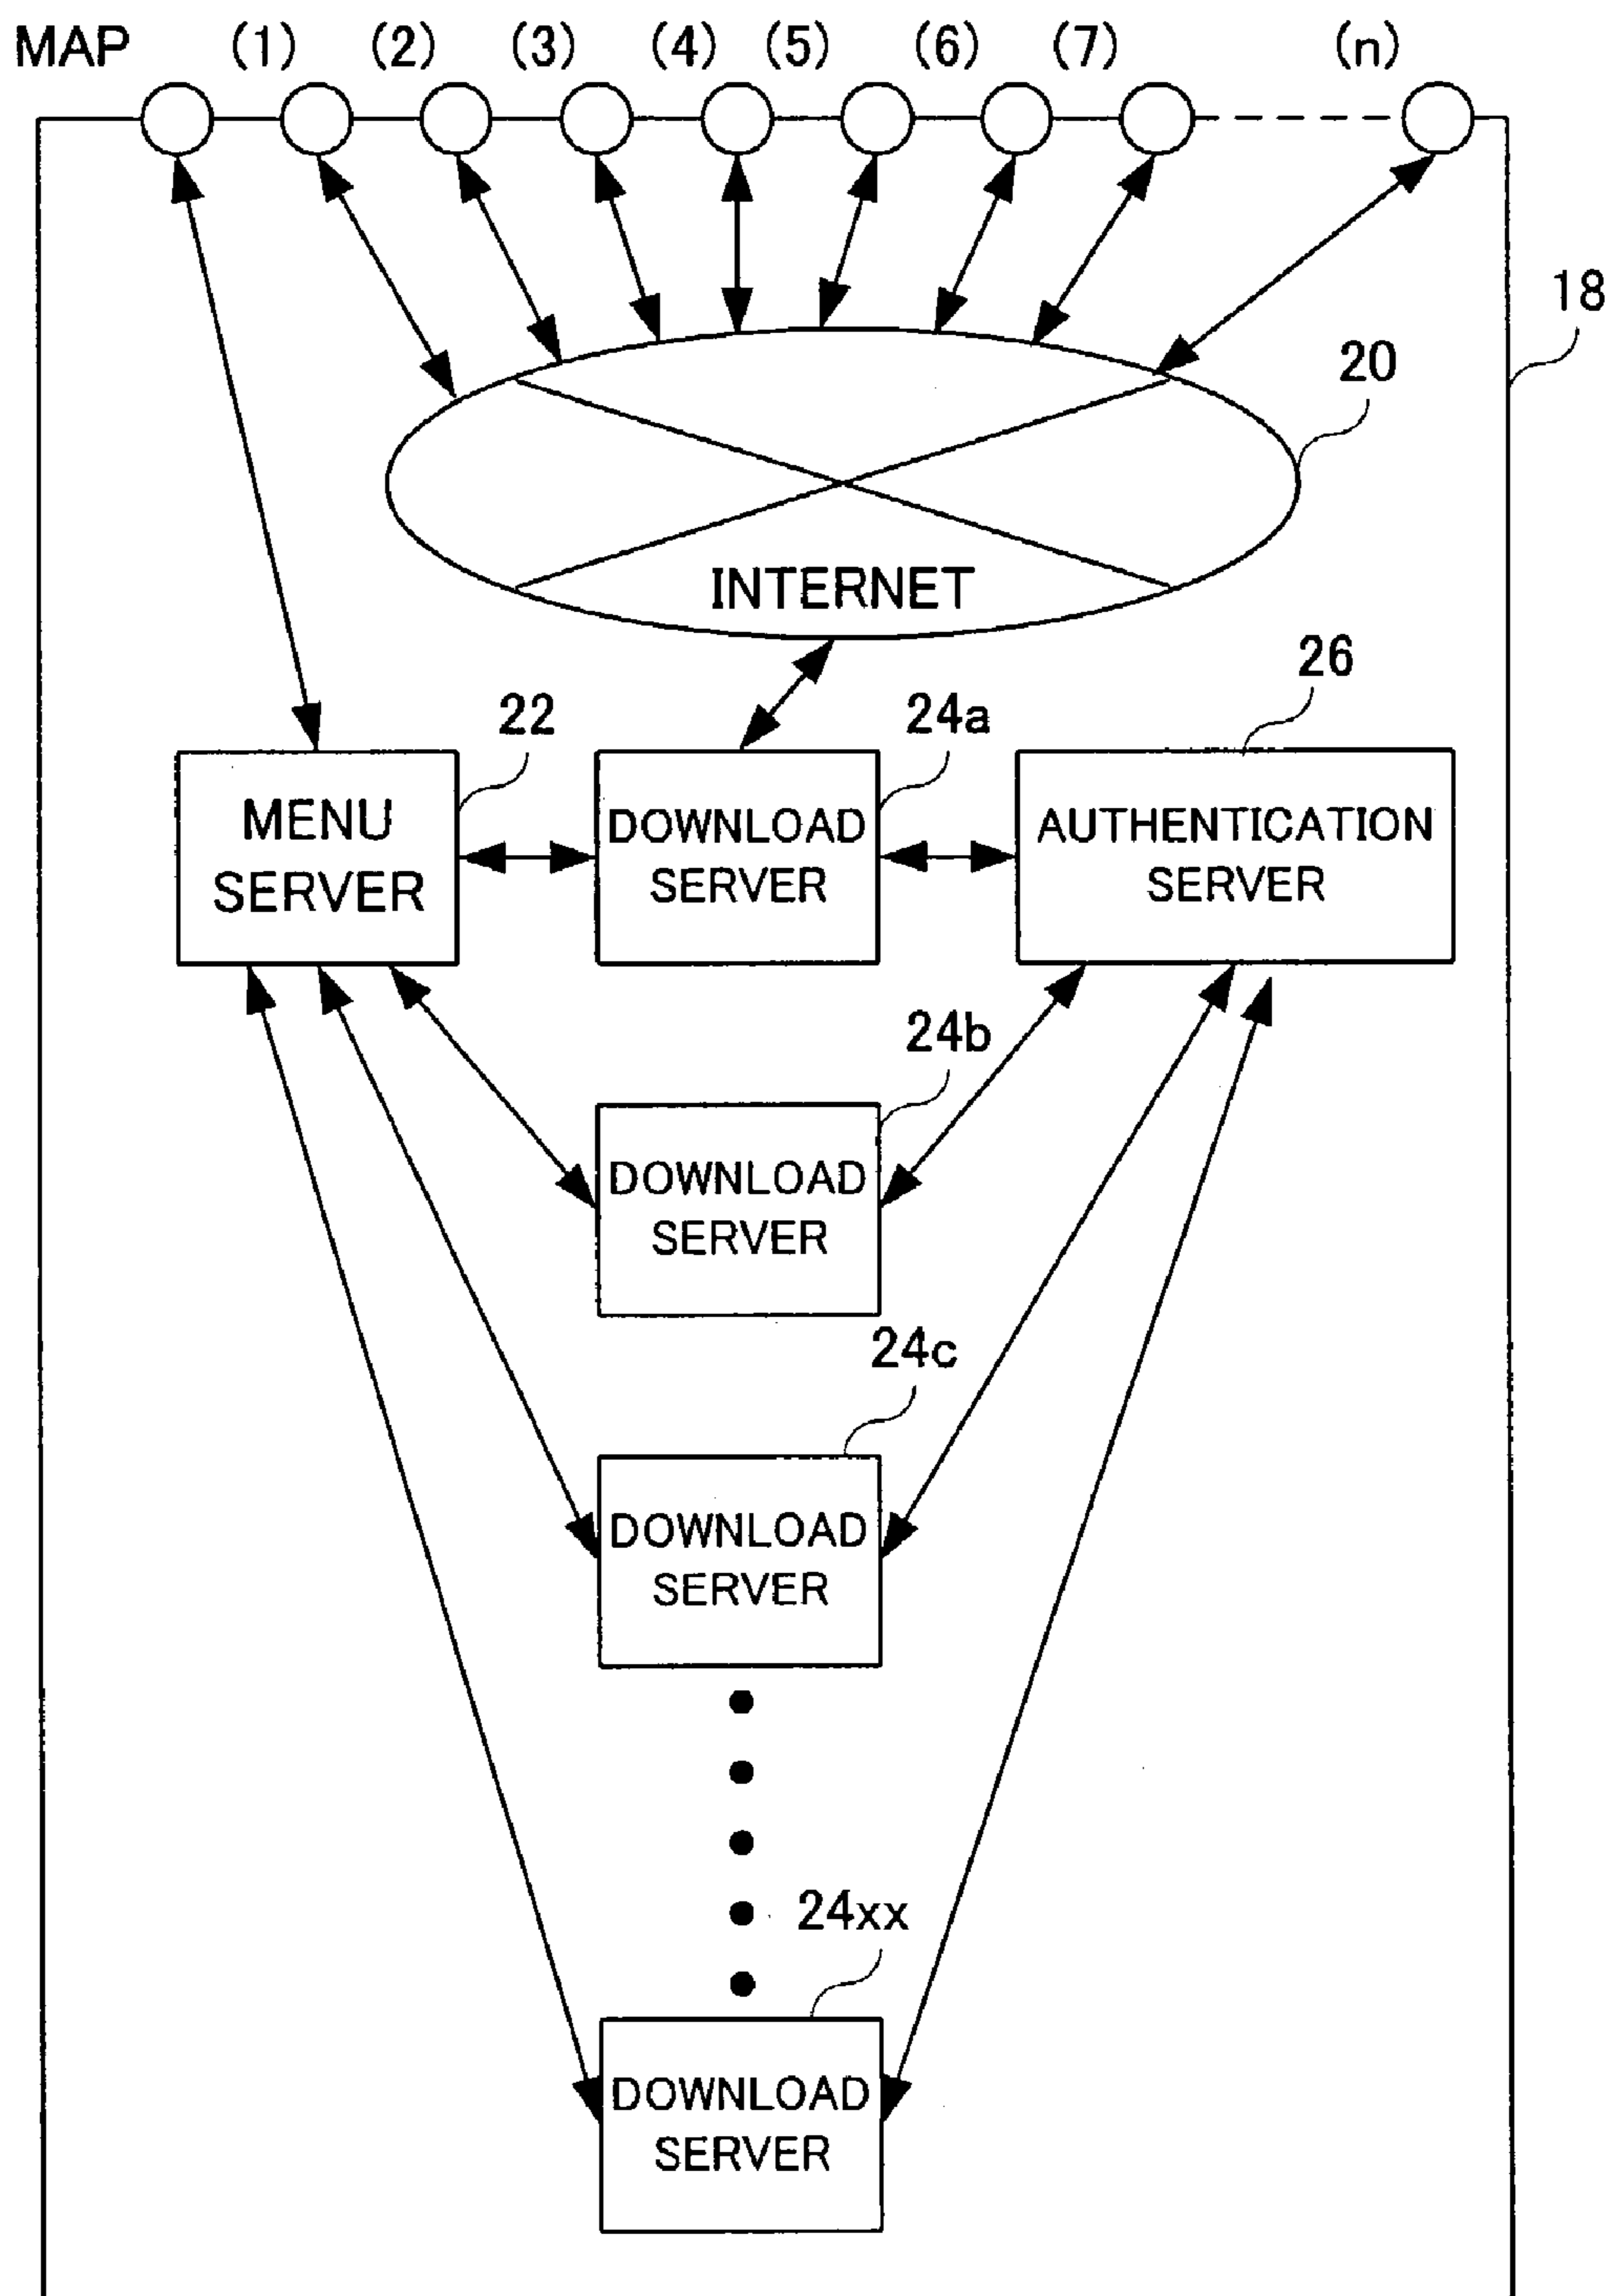 MAP (1) (2) (3) (4) (5) (6) (7) (n)
18
20
INTERNET
26
22
24a
MENU
SERVER
DOWNLOAD
SERVER
AUTHENTICATION
SERVER
24b
DOWNLOAD
SERVER
24c
DOWNLOAD
SERVER
24xx
DOWNLOAD
SERVER